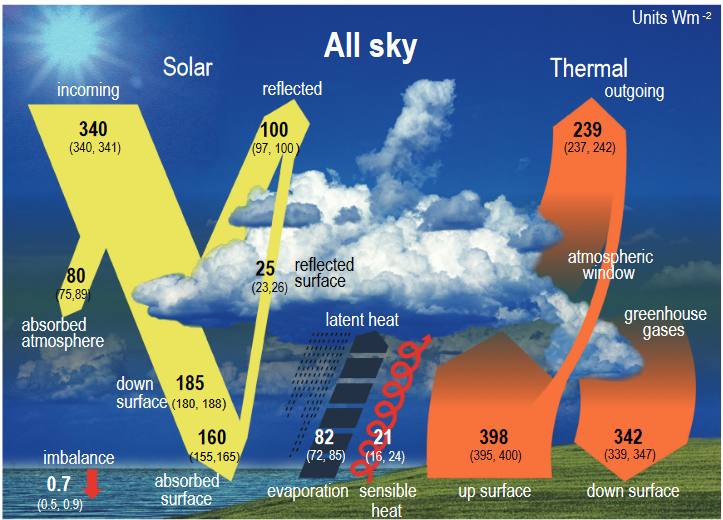 Units Wm -2
All sky
Solar
Thermal
incoming
reflected
outgoing
340
(340, 341)
100
(97, 100 )
239
(237, 242)
80
(75,89)
absorbed
atmosphere
25
(23,26)
reflected
surface
atmospheric
window
latent heat
greenhouse
gases
down
surface
185
(180, 188)
160
(155,165)
82
(72, 85)
21
(16, 24)
398
(395, 400)
342
(339, 347)
imbalance
0.7
(0.5, 0.9)
absorbed
surface
evaporation
sensible
heat
up surface
down surface